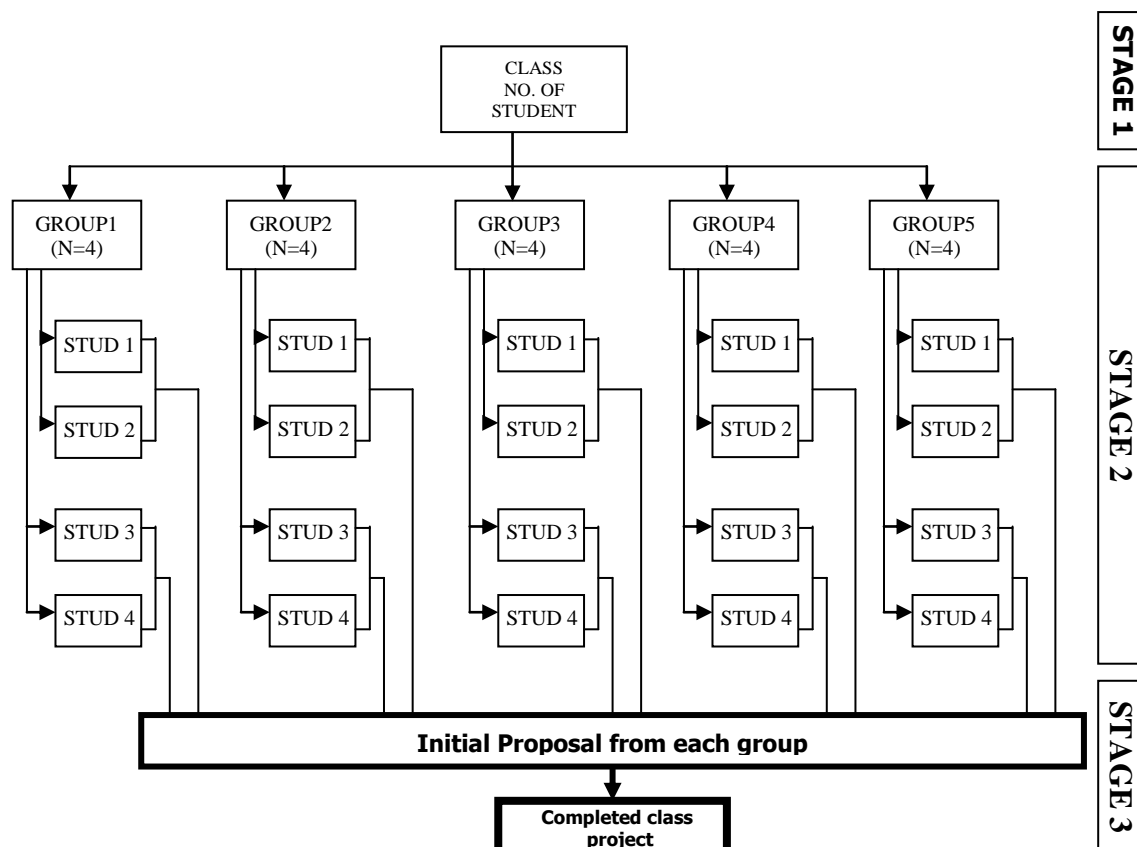 CLASS
NO. OF
STUDENT
STAGE 1
GROUP1
(N=4)
GROUP2
(N=4)
GROUP3
(N=4)
GROUP4
(N=4)
GROUP5
(N=4)
STUD 1
STUD 1
STUD 1
STUD 1
STUD 1
STUD 2
STUD 2
STUD 2
STUD 2
STUD 2
STUD 3
STUD 3
STUD 3
STUD 3
STUD 3
STUD 4
STUD 4
STUD 4
STUD 4
STUD 4
STAGE 2
Initial Proposal from each group
Completed class
project
STAGE 3